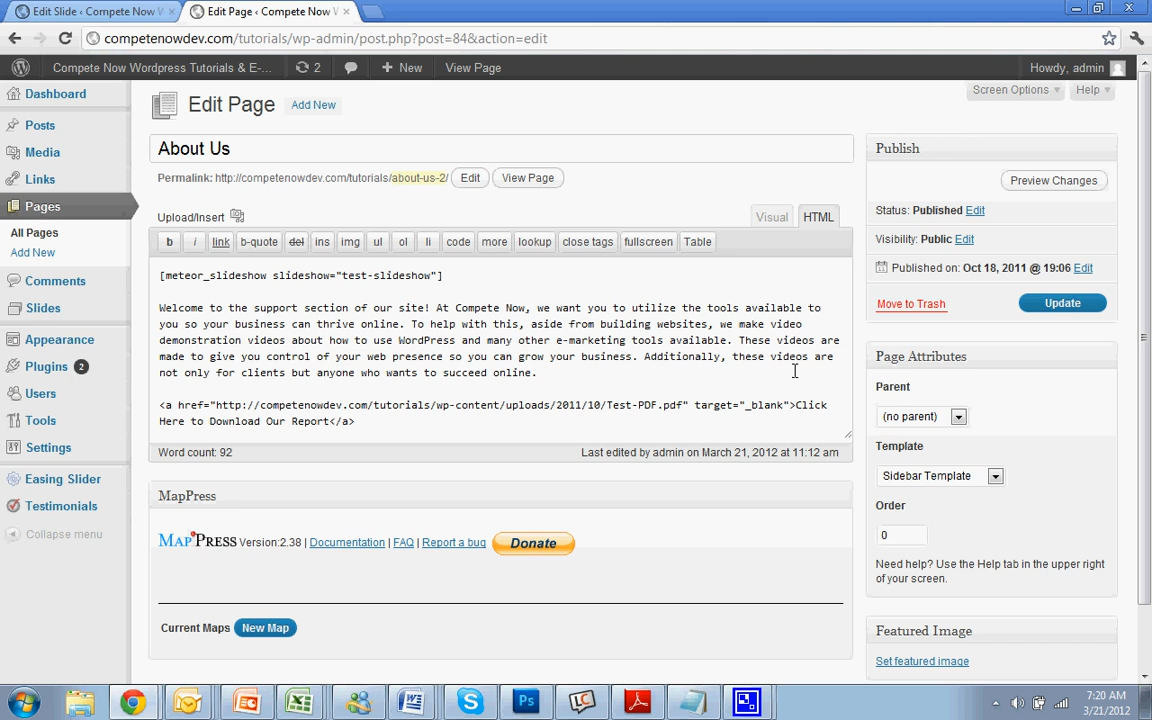 Edit Slide ‹ Compete Now W ×
Edit Page ‹ Compete Now W ×
competenowdev.com/tutorials/wp-admin/post.php?post=84&action=edit
Compete Now Wordpress Tutorials & E-... 2 + New View Page Howdy, admin
Dashboard
Posts
Media
Links
Pages
All Pages
Add New
Comments
Slides
Appearance
Plugins 2
Users
Tools
Settings
Easing Slider
Testimonials
Collapse menu
Screen Options Help
Edit Page Add New
About Us
Permalink: http://competenowdev.com/tutorials/about-us-2/ Edit View Page
Upload/Insert Visual HTML
b i link b-quote del ins img ul ol li code more lookup close tags fullscreen Table
[meteor_slideshow slideshow="test-slideshow"]
Welcome to the support section of our site! At Compete Now, we want you to utilize the tools available to
you so your business can thrive online. To help with this, aside from building websites, we make video
demonstration videos about how to use WordPress and many other e-marketing tools available. These videos are
made to give you control of your web presence so you can grow your business. Additionally, these videos are
not only for clients but anyone who wants to succeed online.
<a href="http://competenowdev.com/tutorials/wp-content/uploads/2011/10/Test-PDF.pdf" target="_blank">Click
Here to Download Our Report</a>
Word count: 92 Last edited by admin on March 21, 2012 at 11:12 am
MapPress
MAPPRESS Version:2.38 | Documentation | FAQ | Report a bug Donate
Current Maps New Map
Publish
Preview Changes
Status: Published Edit
Visibility: Public Edit
Published on: Oct 18, 2011 @ 19:06 Edit
Move to Trash Update
Page Attributes
Parent
(no parent)
Template
Sidebar Template
Order
0
Need help? Use the Help tab in the upper right
of your screen.
Featured Image
Set featured image
7:20 AM
3/21/2012